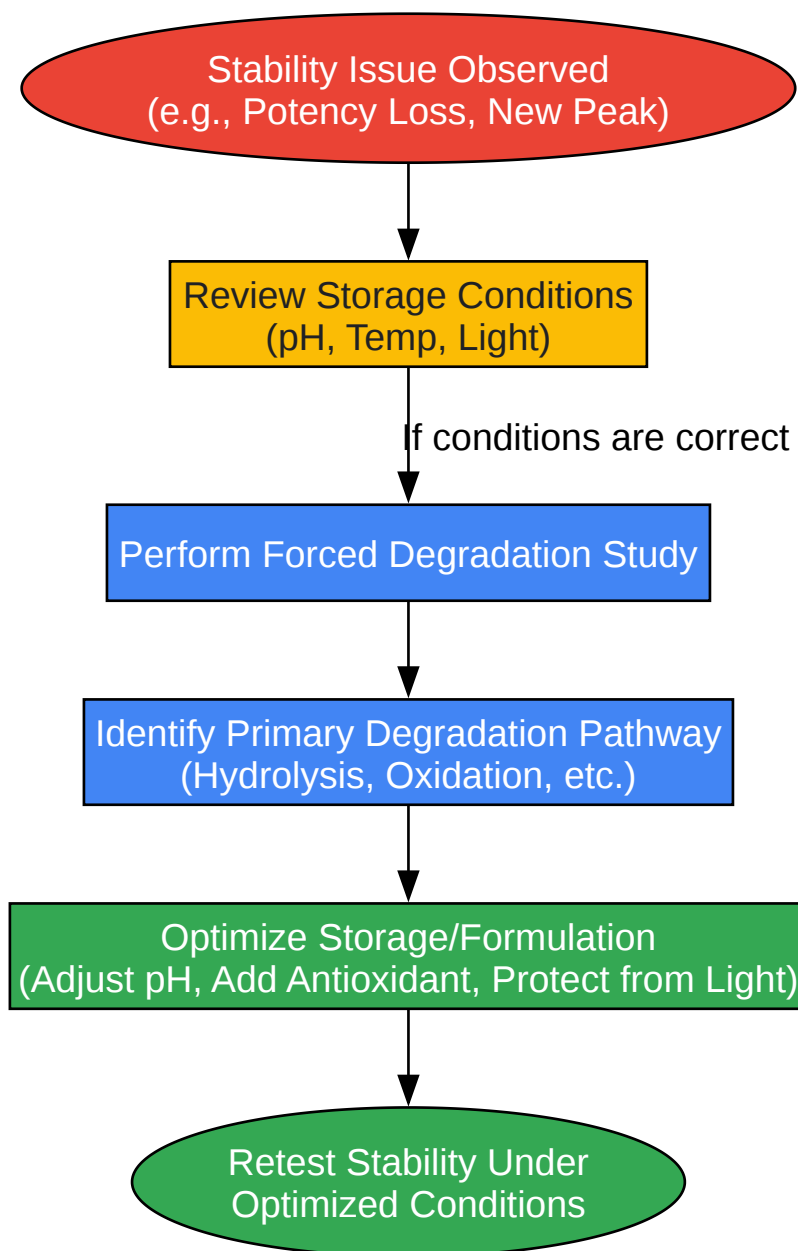 Stability Issue Observed
(e.g., Potency Loss, New Peak)
Review Storage Conditions
(pH, Temp, Light)
If conditions are correct
Perform Forced Degradation Study
Identify Primary Degradation Pathway
(Hydrolysis, Oxidation, etc.)
Optimize Storage/Formulation
(Adjust pH, Add Antioxidant, Protect from Light)
Retest Stability Under
Optimized Conditions